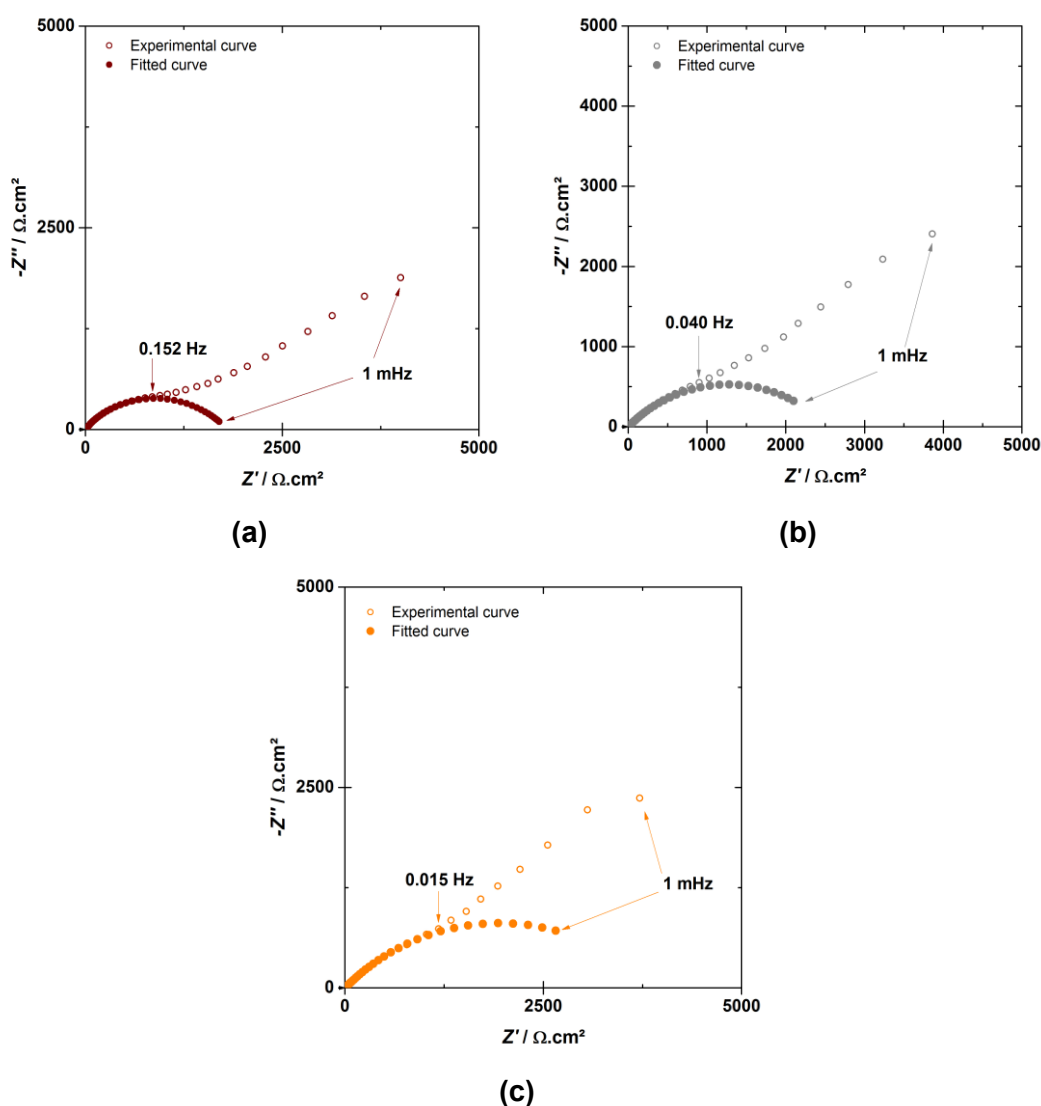 5000
Experimental curve
Fitted curve
2500
0
0.152 Hz
1 mHz
0 2500 5000
-Z'' / Ω.cm²
Z' / Ω.cm²
(a)
5000
Experimental curve
Fitted curve
4000
3000
2000
1000
0
0.040 Hz
1 mHz
0 1000 2000 3000 4000 5000
-Z'' / Ω.cm²
Z' / Ω.cm²
(b)
5000
Experimental curve
Fitted curve
2500
0
0.015 Hz
1 mHz
0 2500 5000
-Z'' / Ω.cm²
Z' / Ω.cm²
(c)